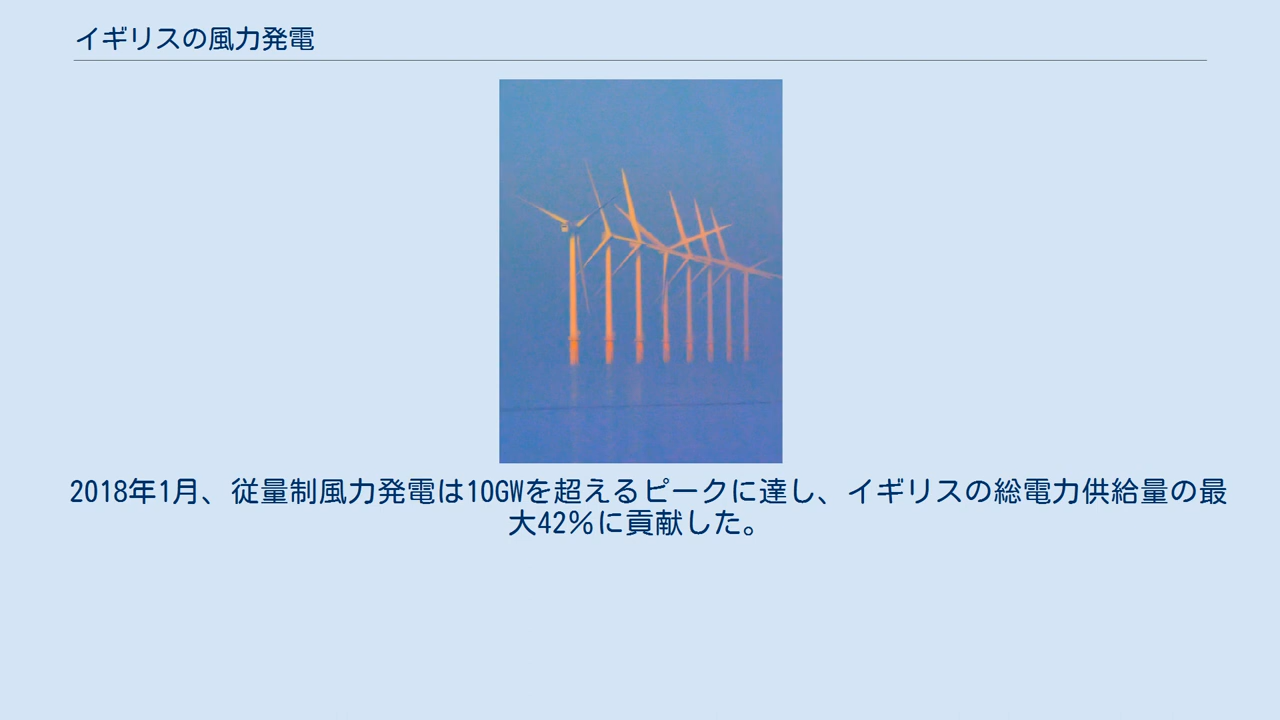 イギリスの風力発電
2018年1月、従量制風力発電は10GWを超えるピークに達し、イギリスの総電力供給量の最
大42％に貢献した。